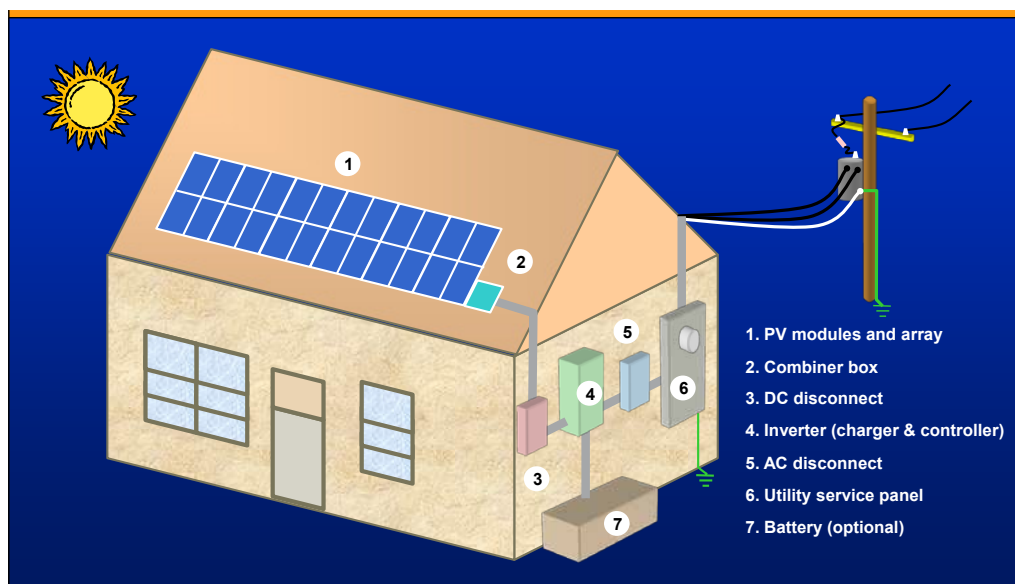 1
2
3
4
5
6
7
1. PV modules and array
2. Combiner box
3. DC disconnect
4. Inverter (charger & controller)
5. AC disconnect
6. Utility service panel
7. Battery (optional)